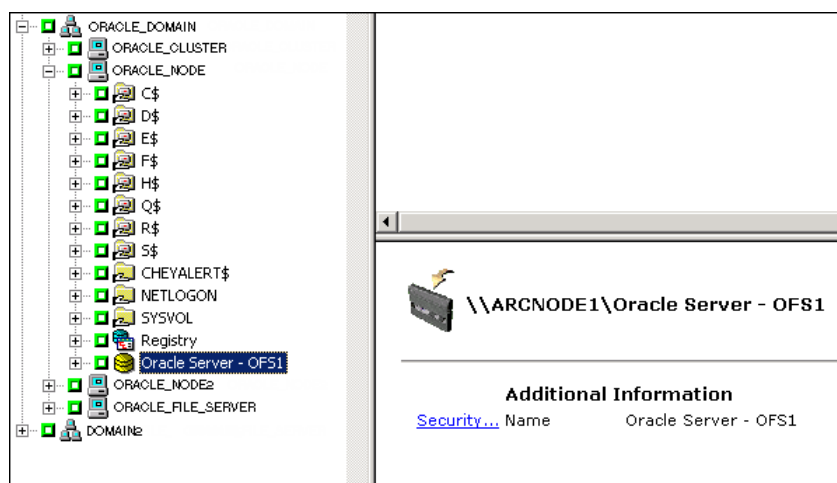 ORACLE_DOMAIN
ORACLE_CLUSTER
ORACLE_NODE
C$
D$
E$
F$
H$
Q$
R$
S$
CHEYALERT$
NETLOGON
SYSVOL
Registry
Oracle Server - OFS1
ORACLE_NODE2
ORACLE_FILE_SERVER
DOMAIN2
\\ARCNODE1\Oracle Server - OFS1
Additional Information
Security... Name Oracle Server - OFS1